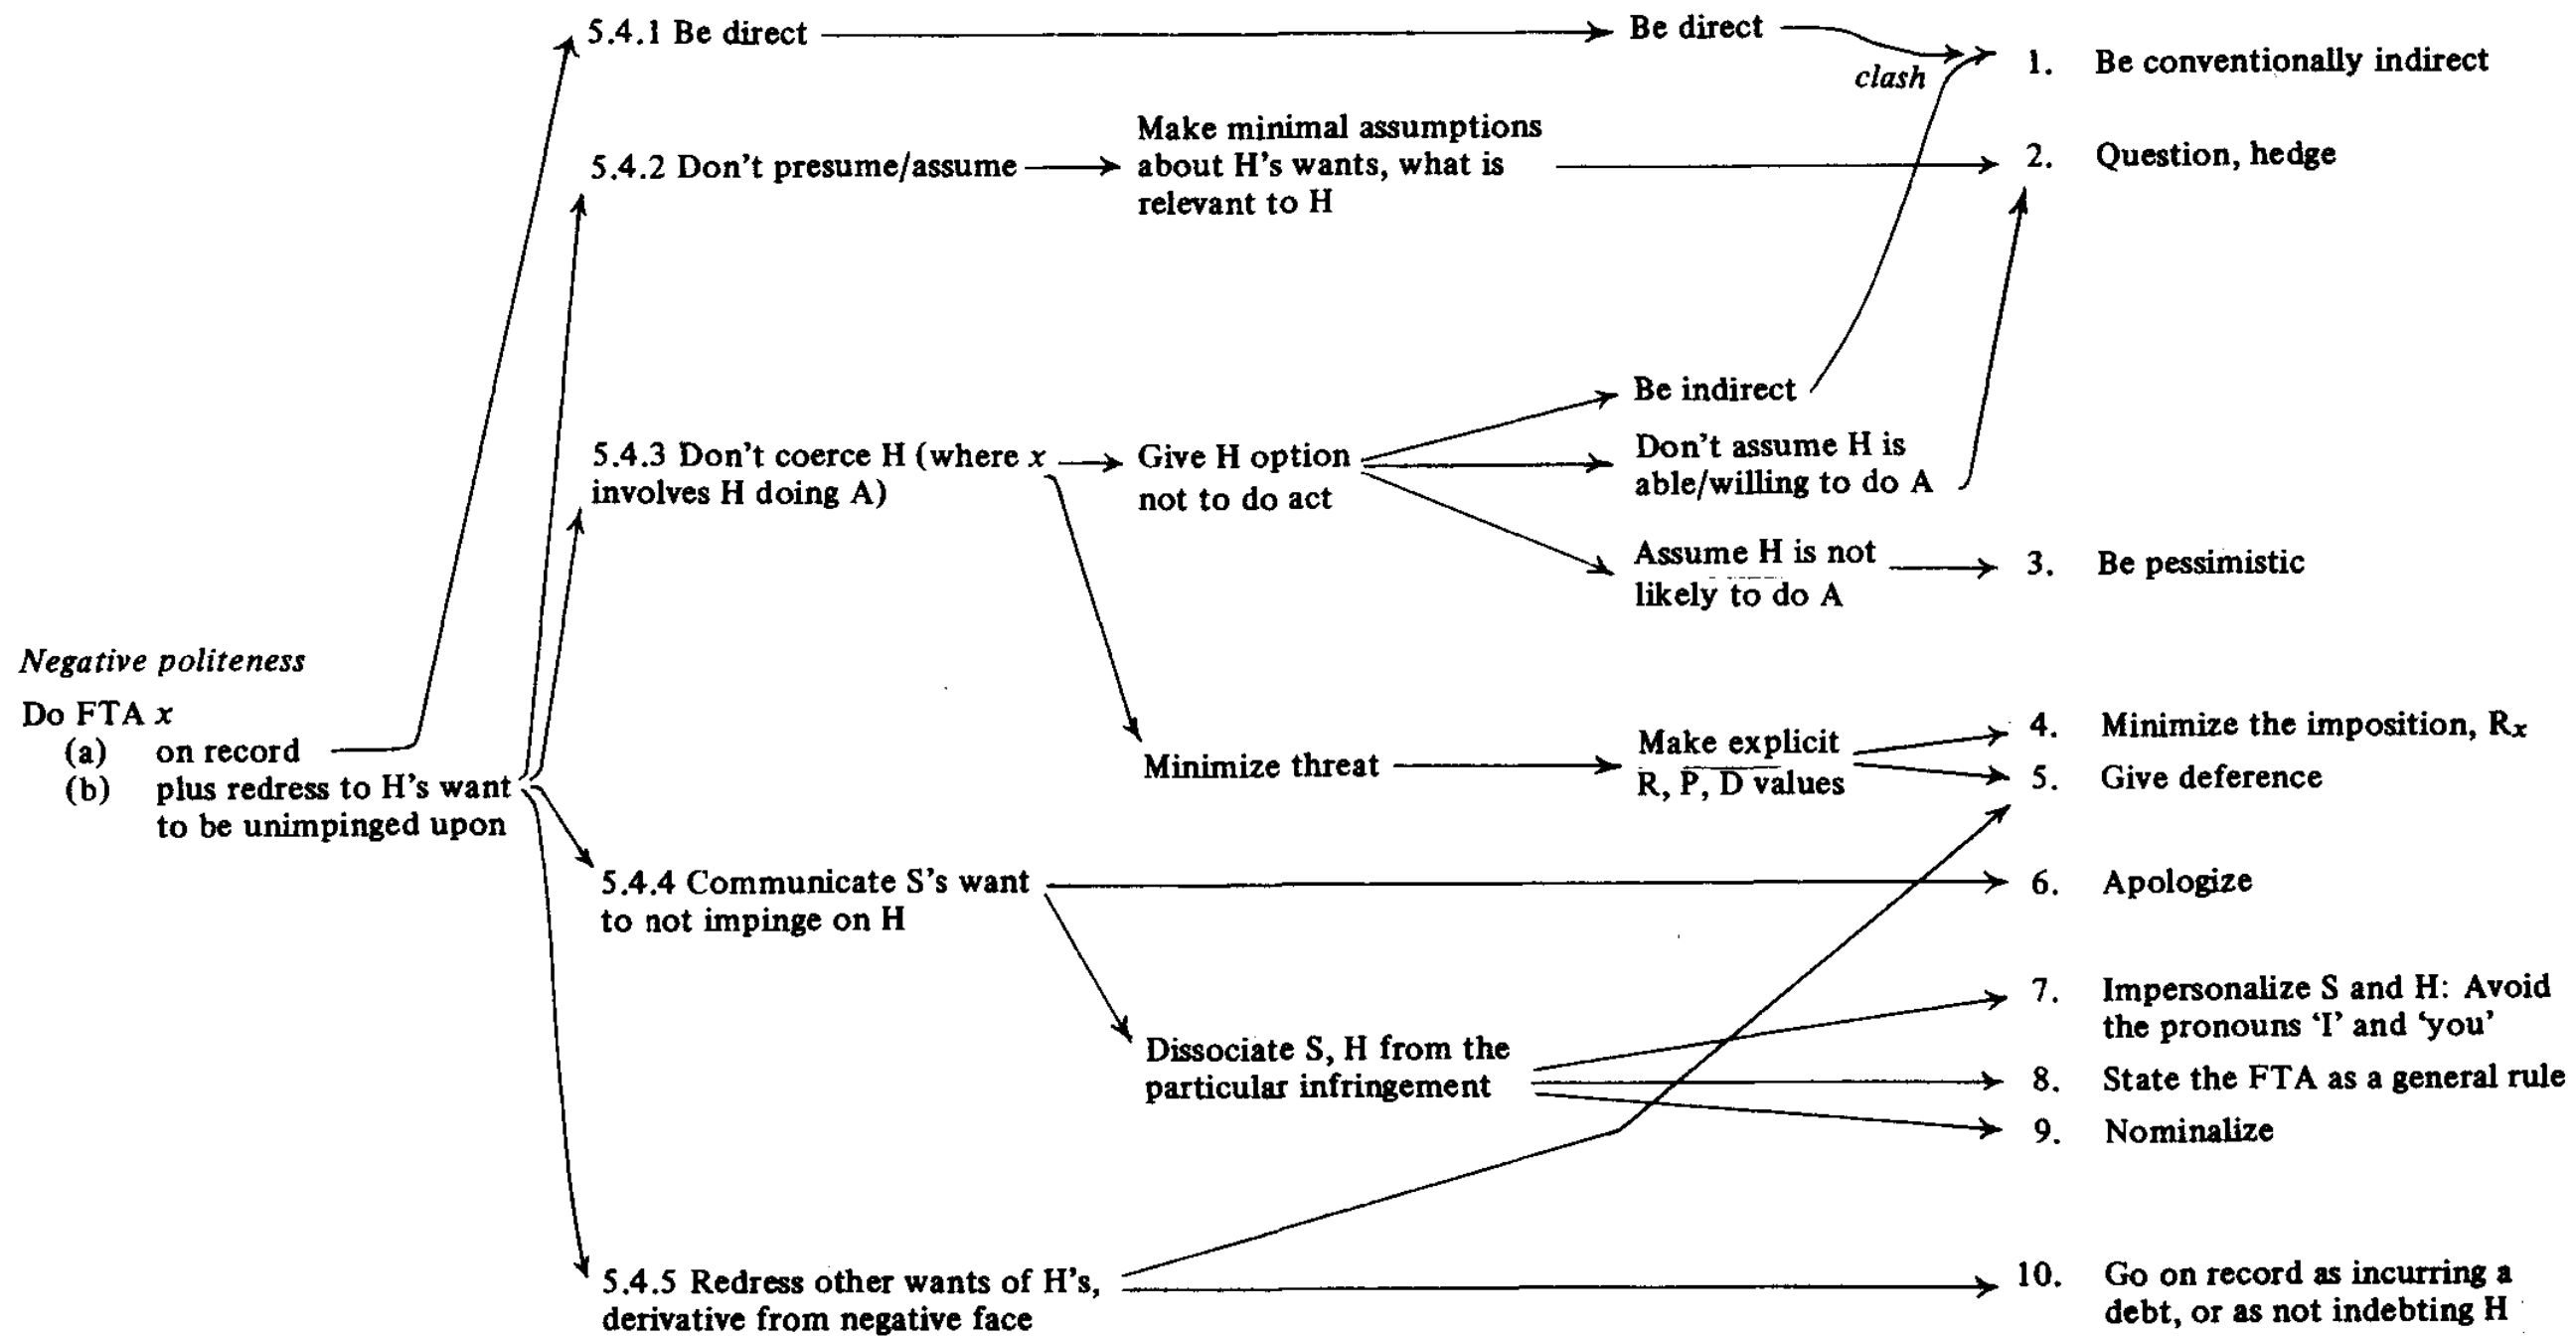 5.4.1 Be direct
Be direct
clash
1. Be conventionally indirect
5.4.2 Don't presume/assume
Make minimal assumptions
about H's wants, what is
relevant to H
2. Question, hedge
5.4.3 Don't coerce H (where x
involves H doing A)
Give H option
not to do act
Be indirect
Don't assume H is
able/willing to do A
Assume H is not
likely to do A
3. Be pessimistic
Negative politeness
Do FTA x
(a) on record
(b) plus redress to H's want
to be unimpinged upon
Minimize threat
Make explicit
R, P, D values
4. Minimize the imposition, Rx
5. Give deference
5.4.4 Communicate S's want
to not impinge on H
6. Apologize
Dissociate S, H from the
particular infringement
7. Impersonalize S and H: Avoid
the pronouns ‘I’ and ‘you’
8. State the FTA as a general rule
9. Nominalize
5.4.5 Redress other wants of H's,
derivative from negative face
10. Go on record as incurring a
debt, or as not indebting H